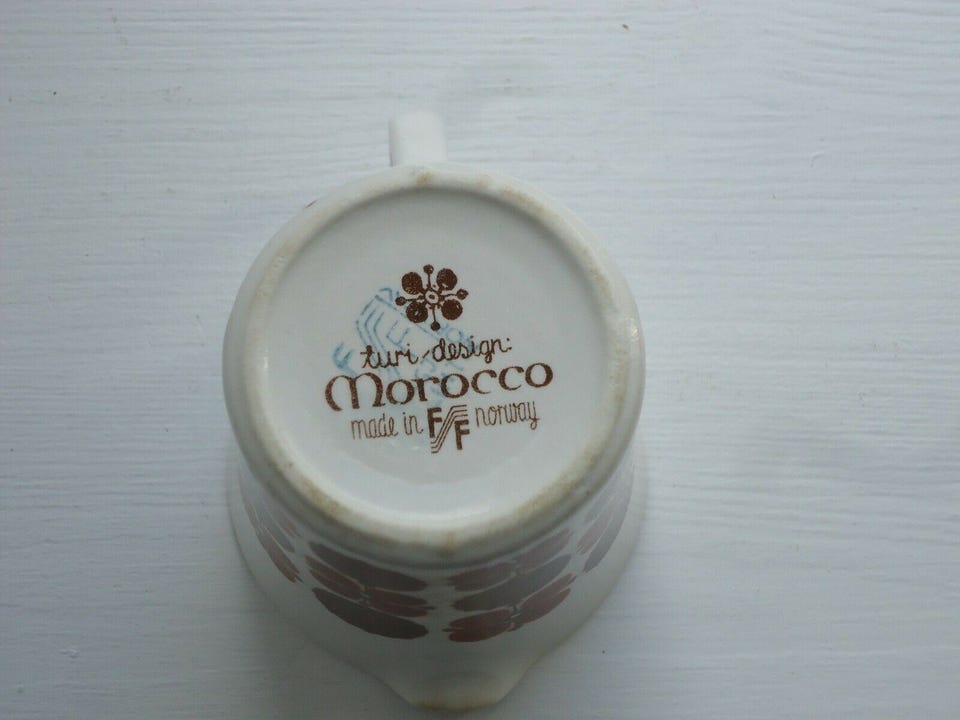 turi-design:
Morocco
made in F/F norway